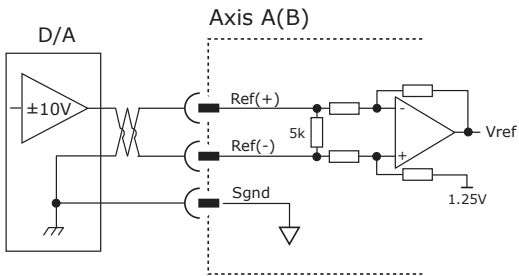 Axis A(B)
D/A
±10V
Ref(+)
-
5k
Vref
Ref(-)
+
Sgnd
1.25V